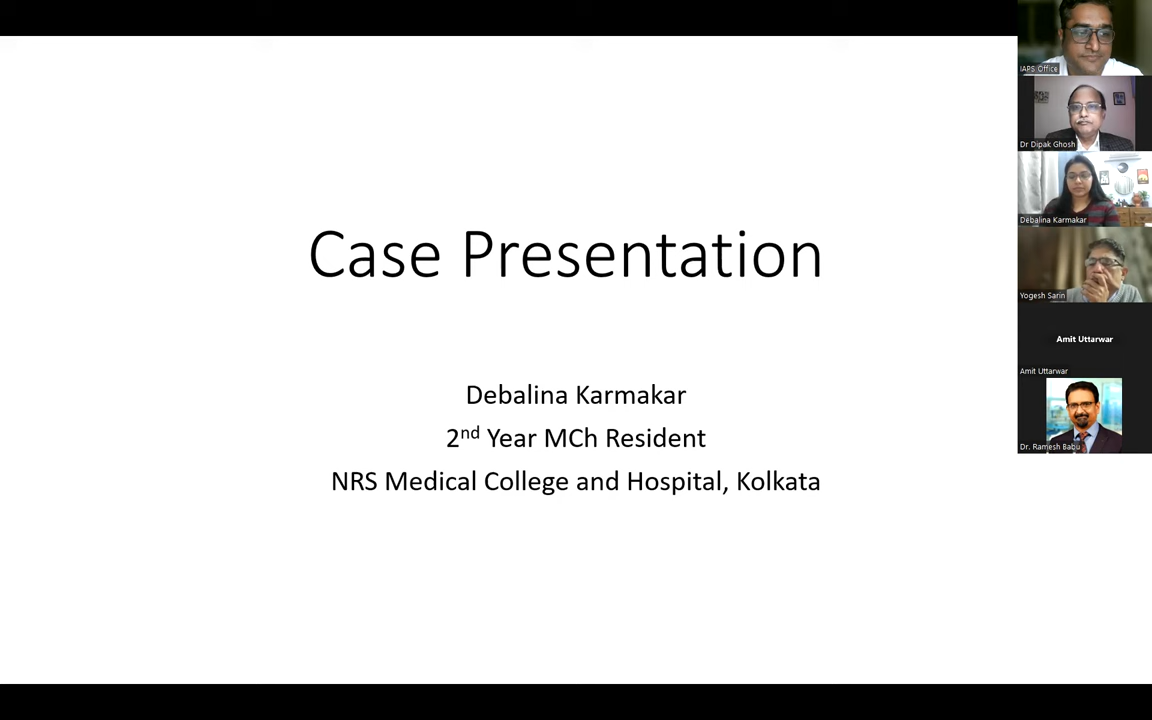 Case Presentation
Debalina Karmakar
2nd Year MCh Resident
NRS Medical College and Hospital, Kolkata
IAPS Office
Dr Dipak Ghosh
Debalina Karmakar
Yogesh Sarin
Amit Uttarwar
Amit Uttarwar
Dr. Ramesh Babu